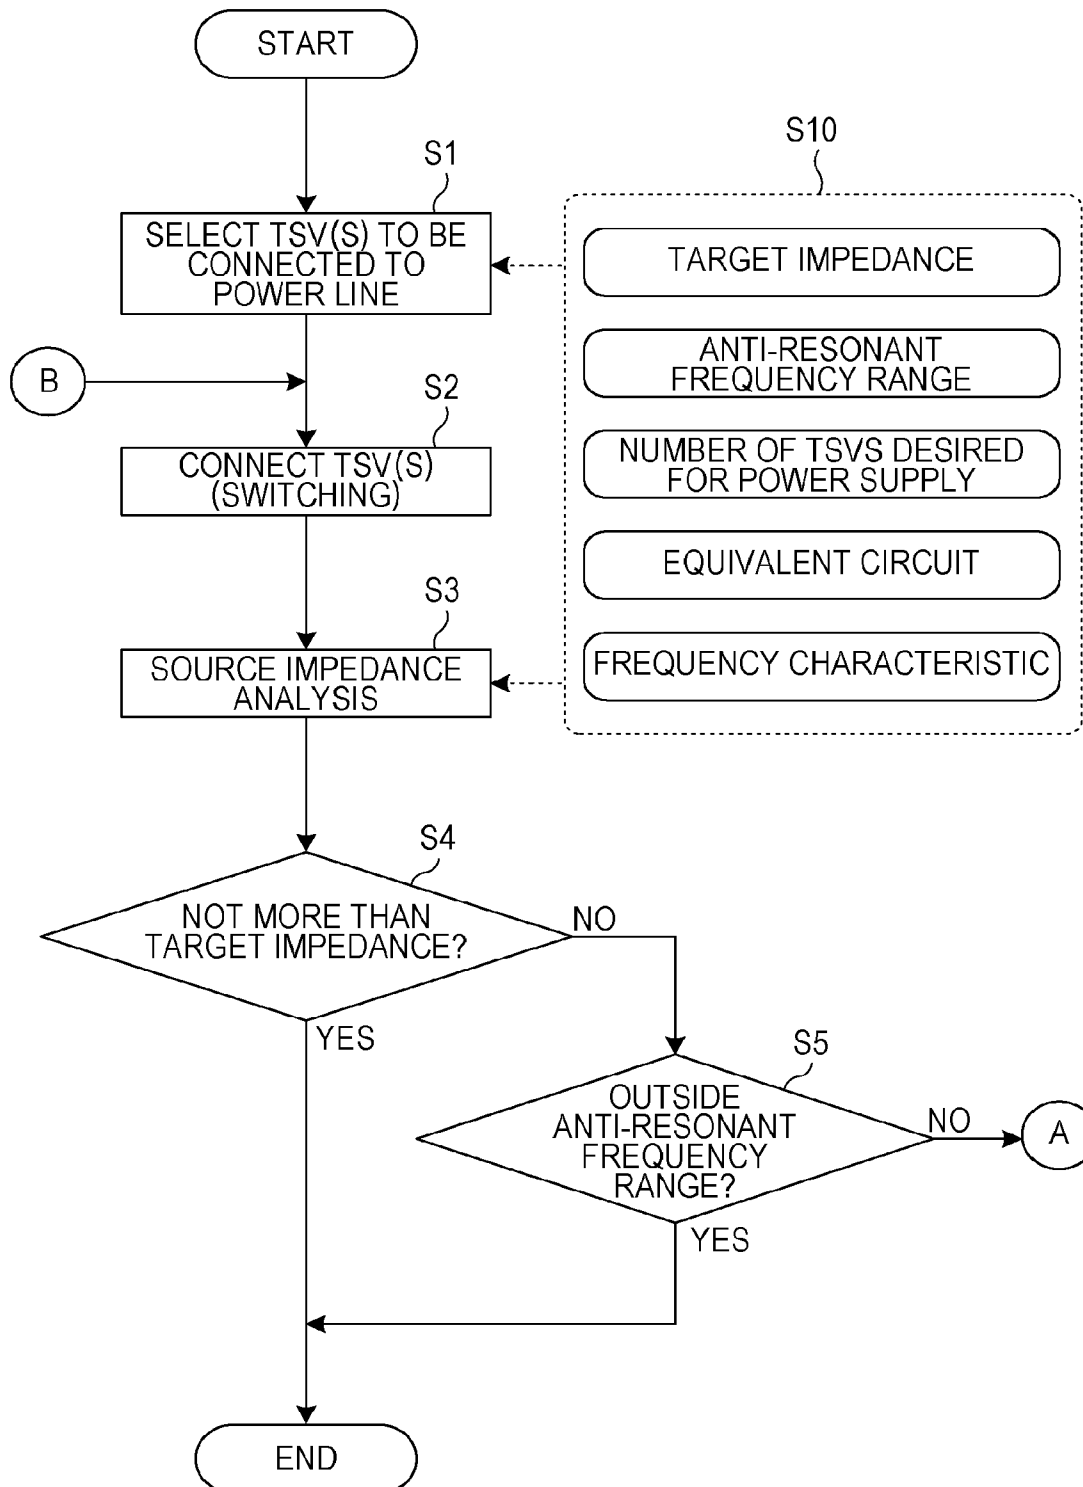 START
S1
SELECT TSV(S) TO BE
CONNECTED TO
POWER LINE
S10
TARGET IMPEDANCE
ANTI-RESONANT
FREQUENCY RANGE
NUMBER OF TSVS DESIRED
FOR POWER SUPPLY
EQUIVALENT CIRCUIT
FREQUENCY CHARACTERISTIC
B
S2
CONNECT TSV(S)
(SWITCHING)
S3
SOURCE IMPEDANCE
ANALYSIS
S4
NOT MORE THAN
TARGET IMPEDANCE?
NO
YES
S5
OUTSIDE
ANTI-RESONANT
FREQUENCY
RANGE?
NO
A
YES
END